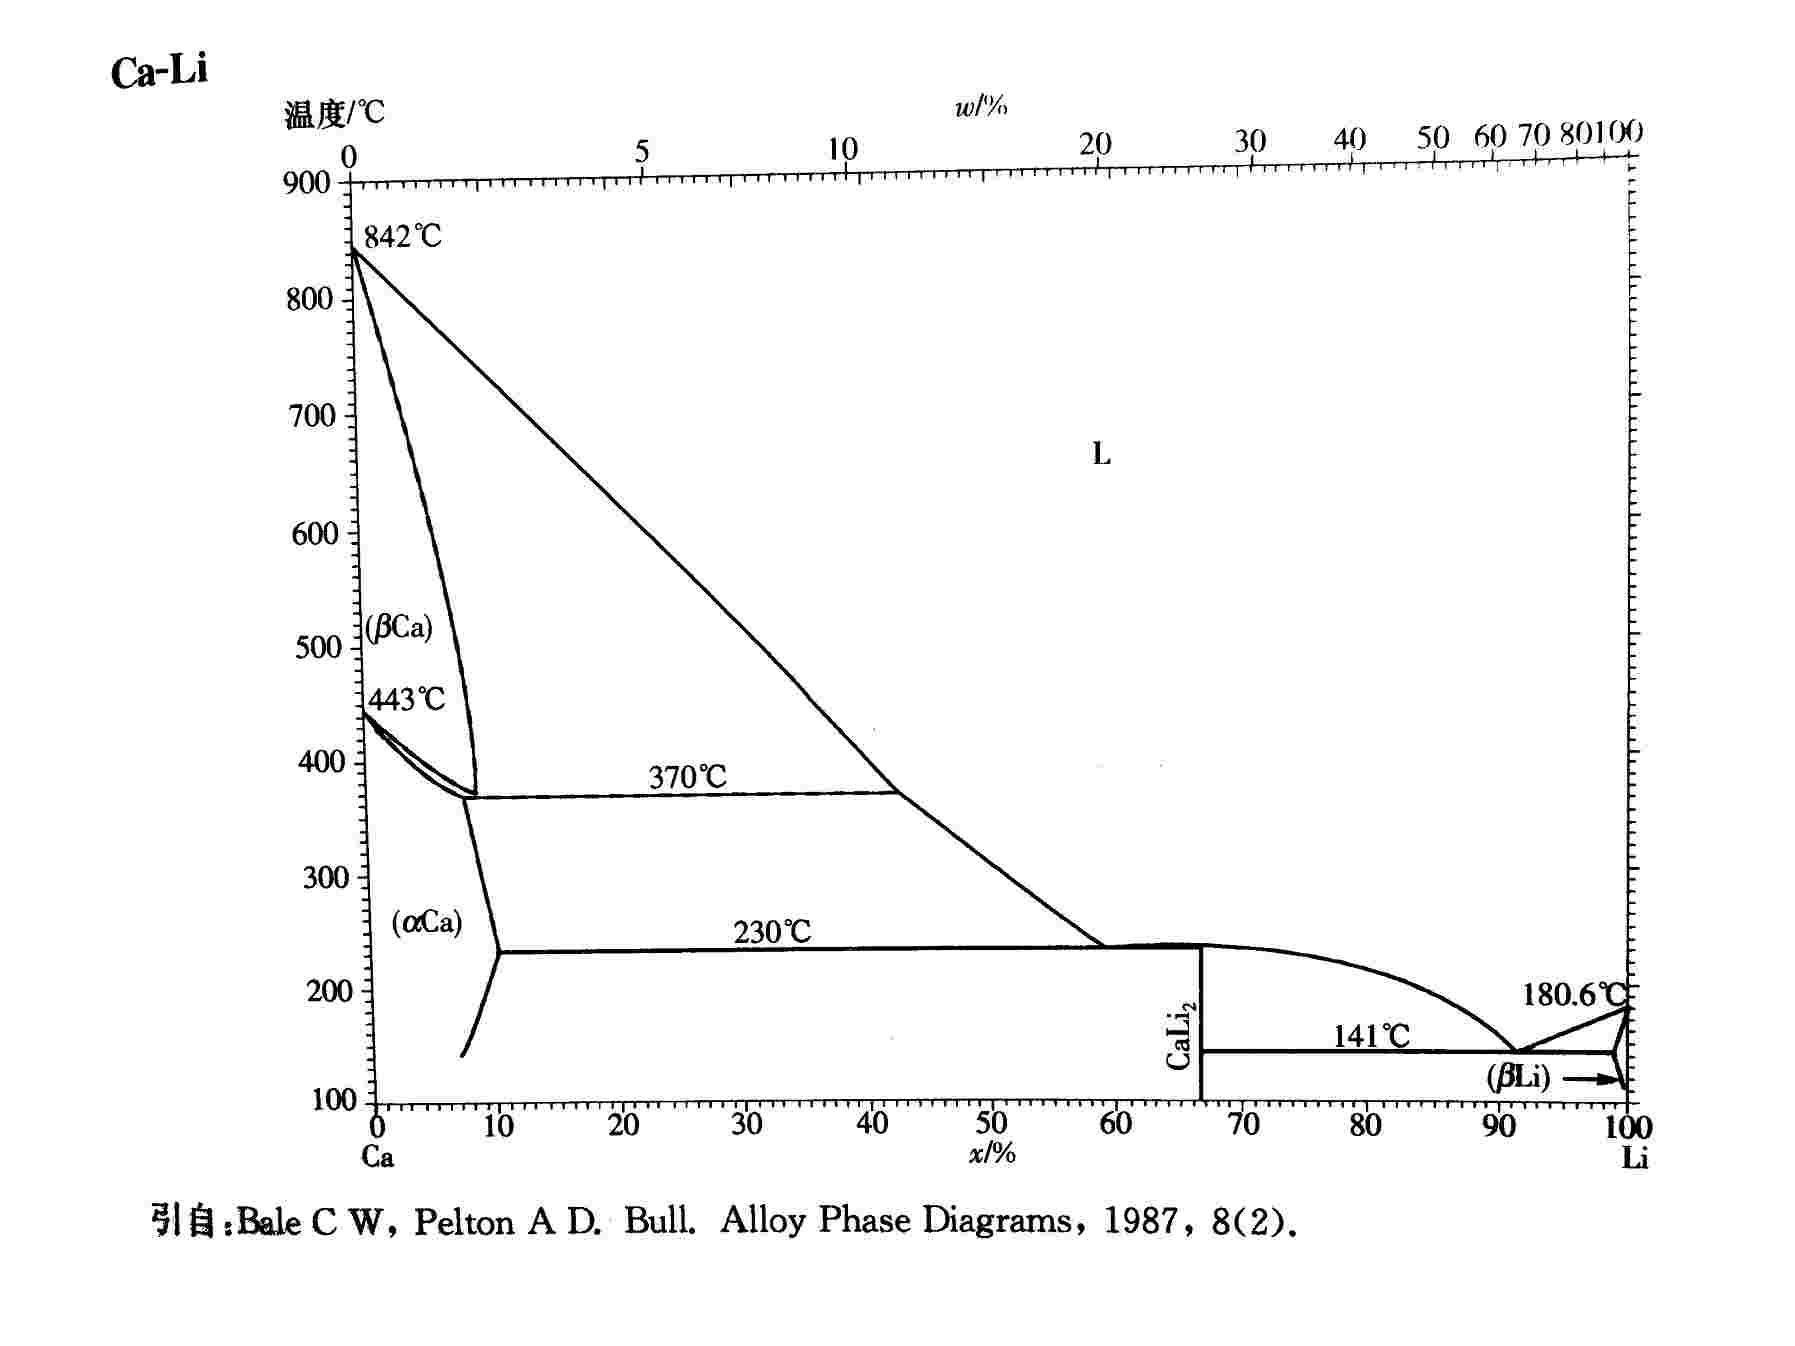 Ca-Li
温度/℃
w/%
0 5 10 20 30 40 50 60 70 80 100
900
842℃
800
700
L
600
(βCa)
500
443℃
400
370℃
300
(αCa)
230℃
200
180.6℃
CaLi₂
141℃
(βLi)
100
0 10 20 30 40 50 60 70 80 90 100
Ca x/% Li
引自:Bale C W, Pelton A D. Bull. Alloy Phase Diagrams, 1987, 8(2).